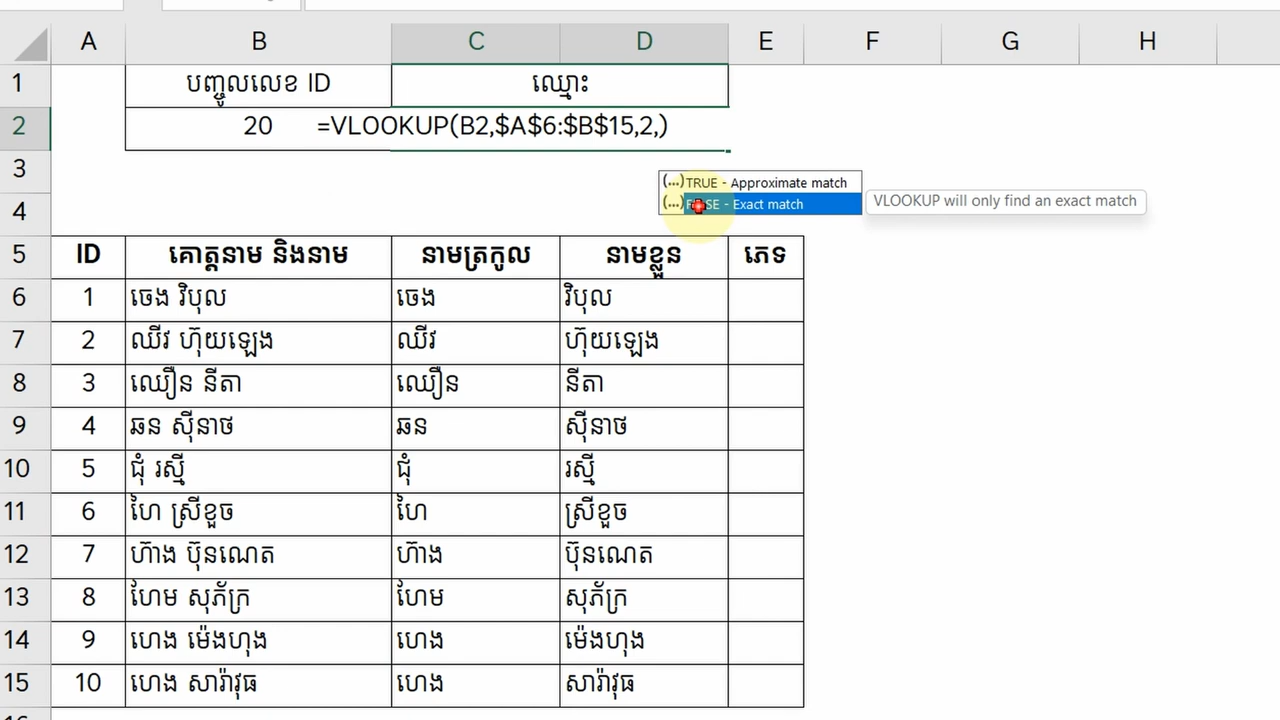 A B C D E F G H
1 បញ្ចូលលេខ ID ឈ្មោះ
2 20 =VLOOKUP(B2,$A$6:$B$15,2,)
3 (...)TRUE - Approximate match
4 (...)FALSE - Exact match VLOOKUP will only find an exact match
5 ID គោត្តនាម និងនាម នាមត្រកូល នាមខ្លួន ភេទ
6 1 ចេង វិបុល ចេង វិបុល
7 2 ឈីវ ហ៊ុយឡេង ឈីវ ហ៊ុយឡេង
8 3 ឈឿន នីតា ឈឿន នីតា
9 4 ឆន ស៊ីនាថ ឆន ស៊ីនាថ
10 5 ជុំ រស្មី ជុំ រស្មី
11 6 ហៃ ស្រីខួច ហៃ ស្រីខួច
12 7 ហ៊ាង ប៊ុនណេត ហ៊ាង ប៊ុនណេត
13 8 ហែម សុភ័ក្រ ហែម សុភ័ក្រ
14 9 ហេង ម៉េងហុង ហេង ម៉េងហុង
15 10 ហេង សារ៉ាវុធ ហេង សារ៉ាវុធ